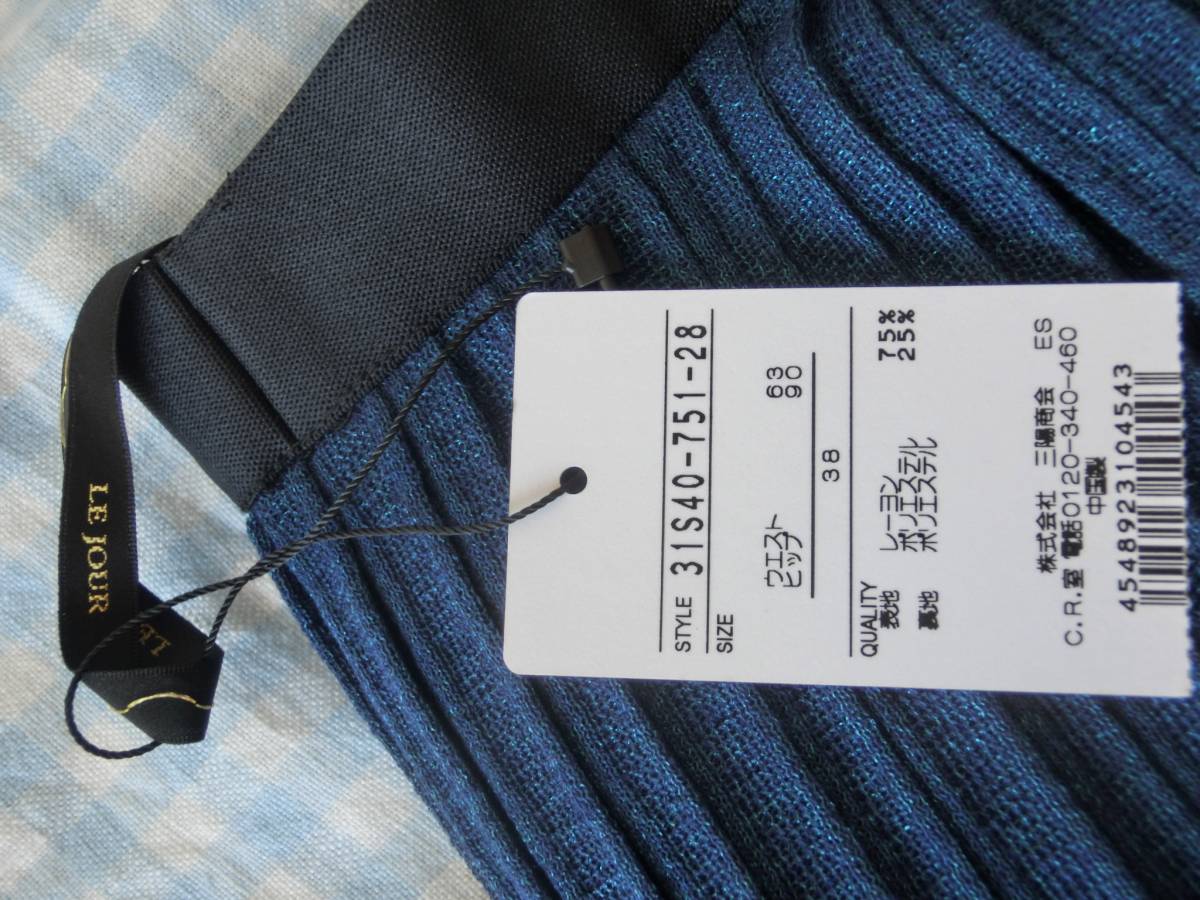 STYLE 31S40-751-28
SIZE
ウエスト 63
ヒップ 90
38
QUALITY
表地 レーヨン 75%
ポリエステル 25%
裏地 ポリエステル
株式会社 三陽商会 ES
C.R.室 電話0120-340-460
中国製
4548923104543
LE JOUR
LE